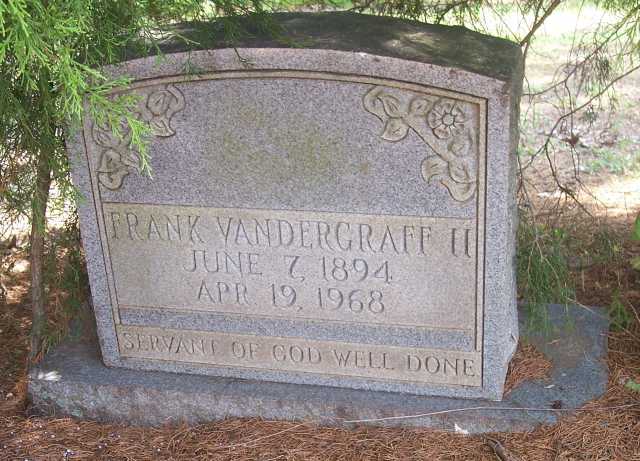 FRANK VANDERGRAFF II
JUNE 7, 1894
APR 19, 1968
SERVANT OF GOD WELL DONE